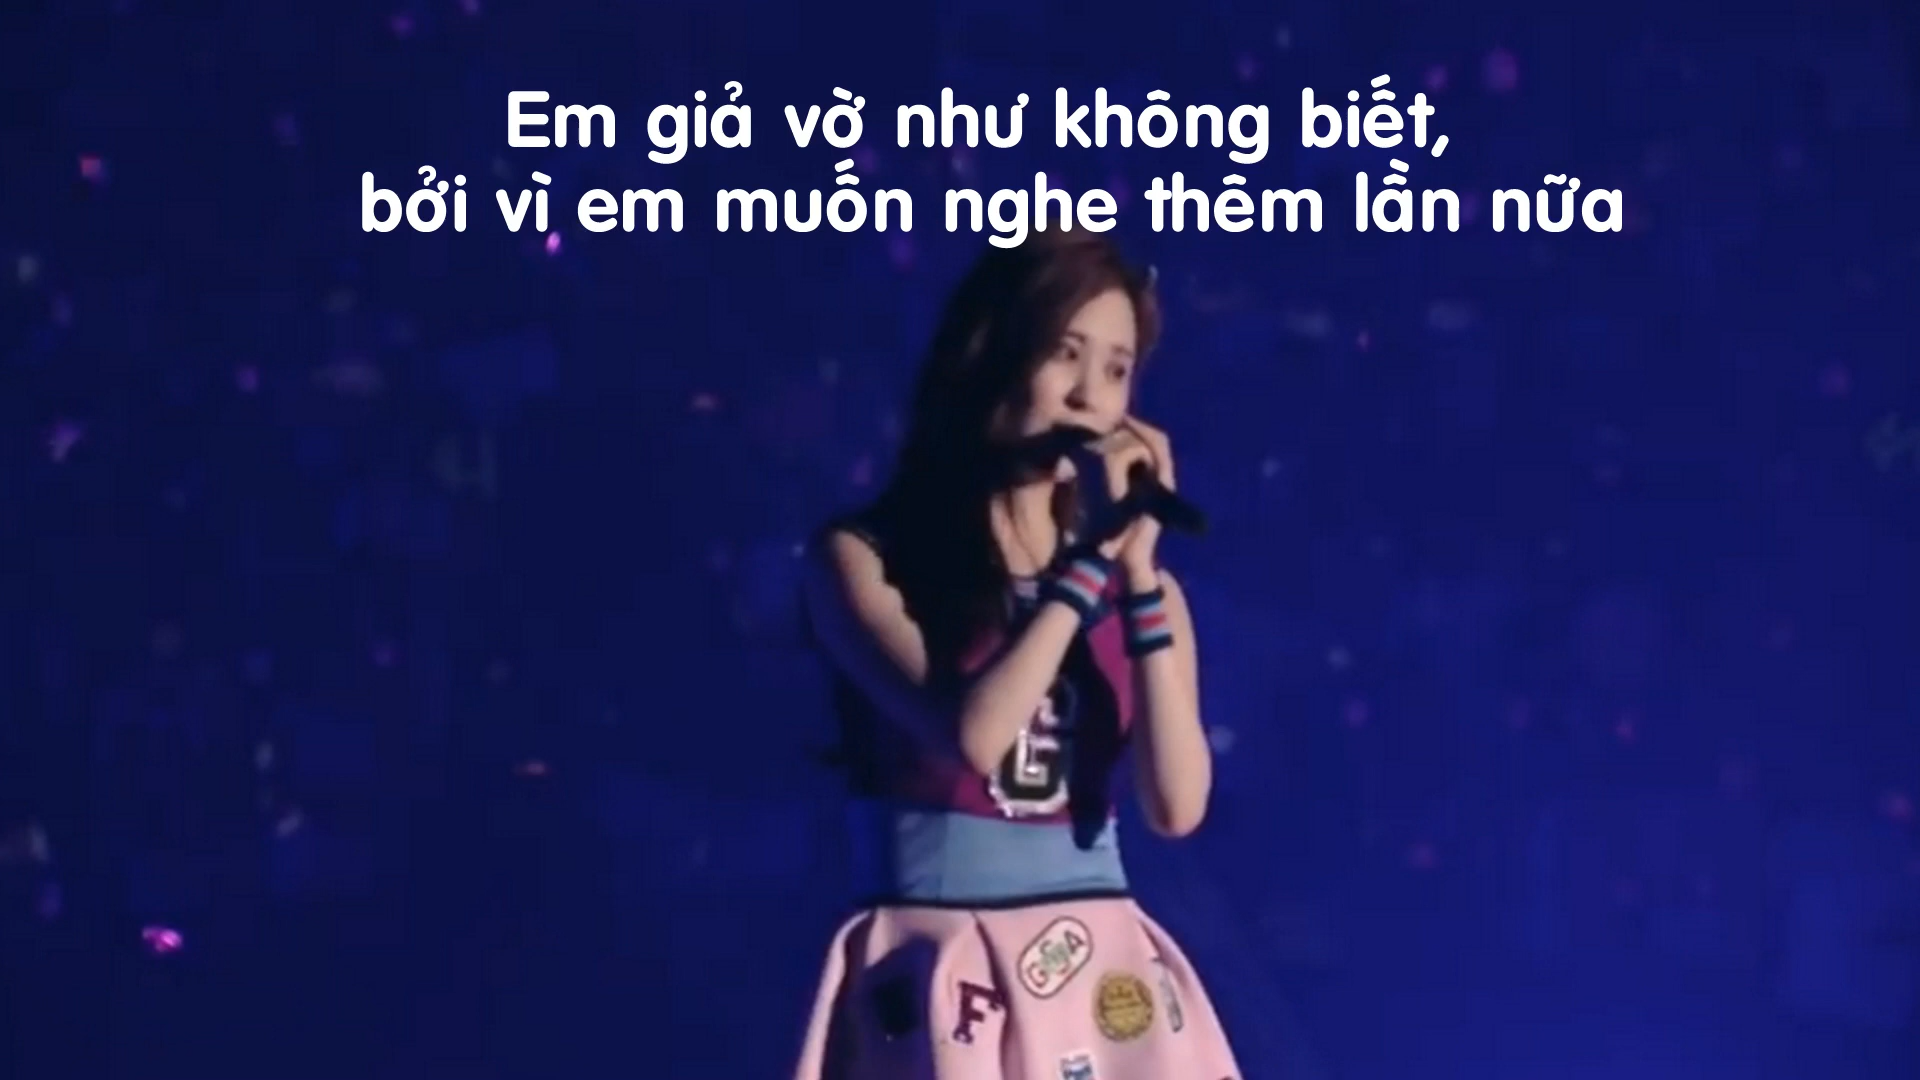 Em giả vờ như không biết,
bởi vì em muốn nghe thêm lần nữa
G
F